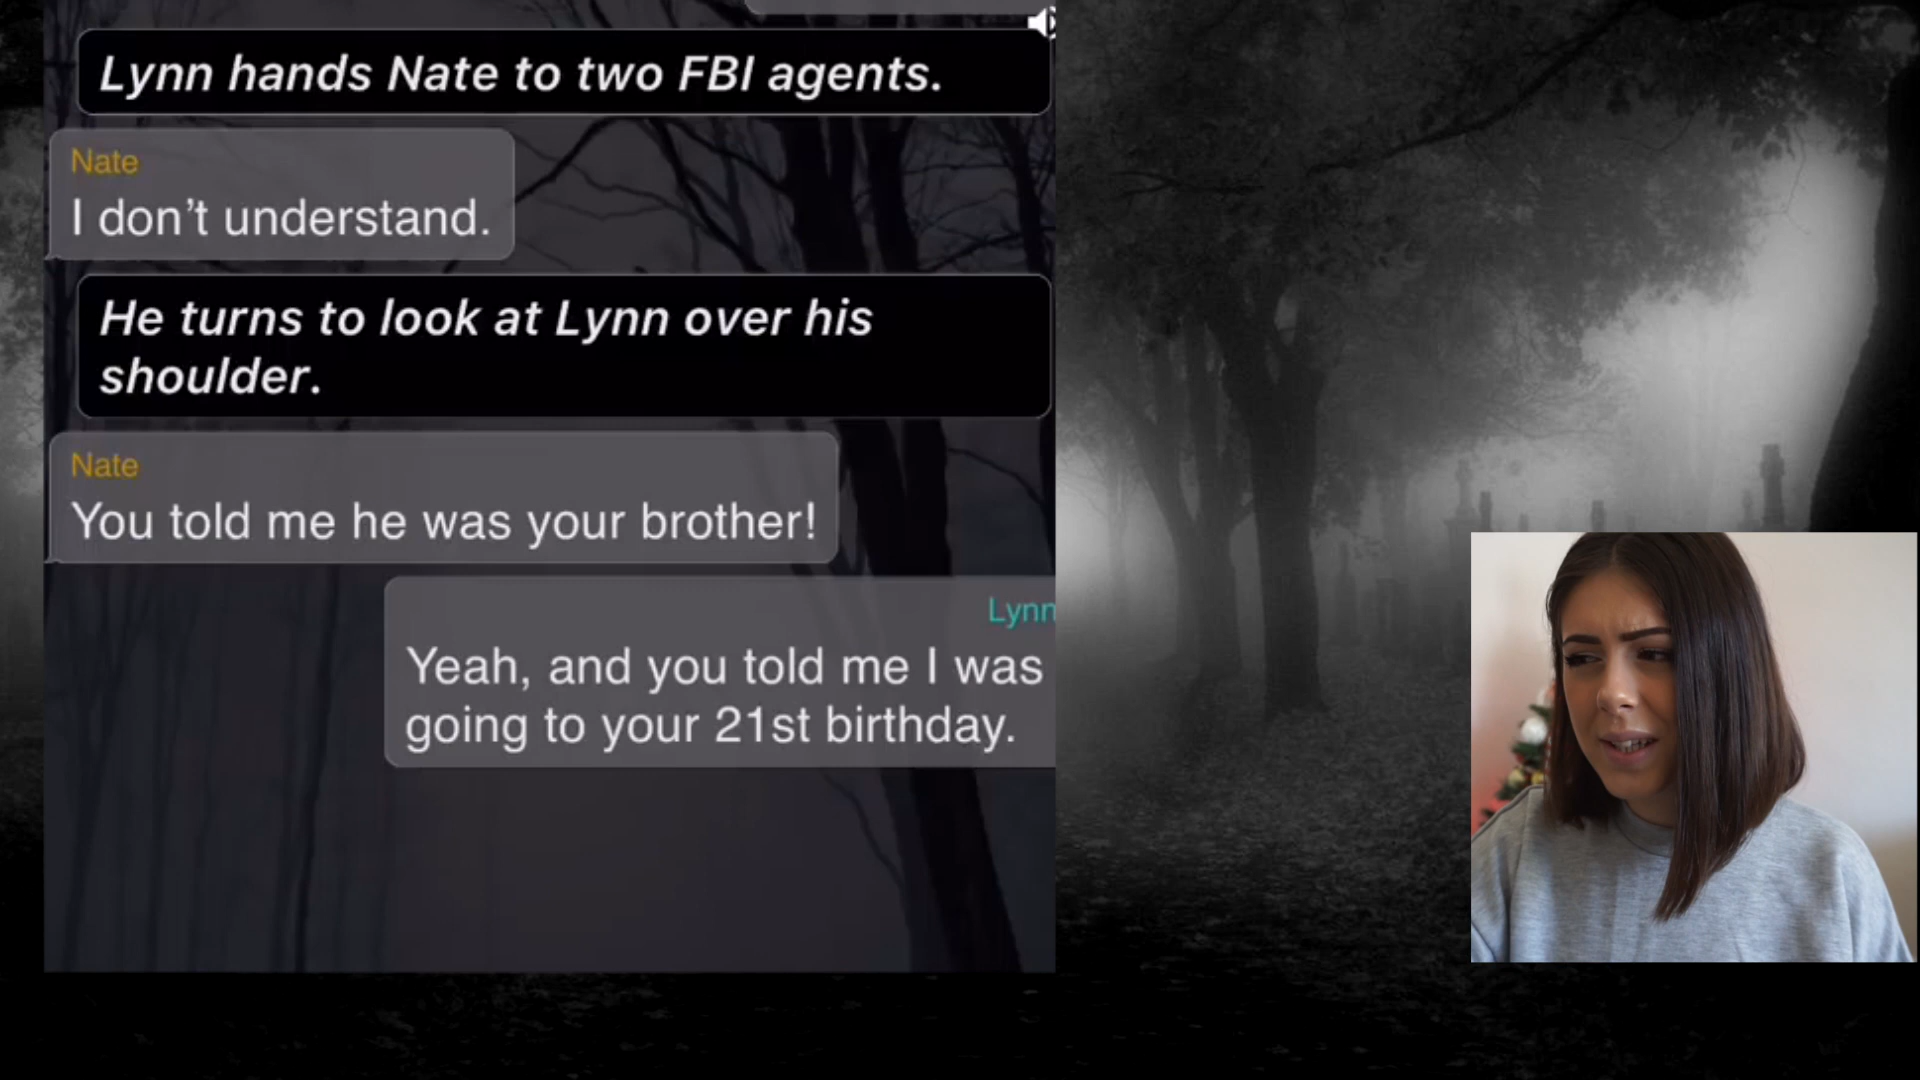 Lynn hands Nate to two FBI agents.
Nate
I don’t understand.
He turns to look at Lynn over his
shoulder.
Nate
You told me he was your brother!
Lynn
Yeah, and you told me I was
going to your 21st birthday.